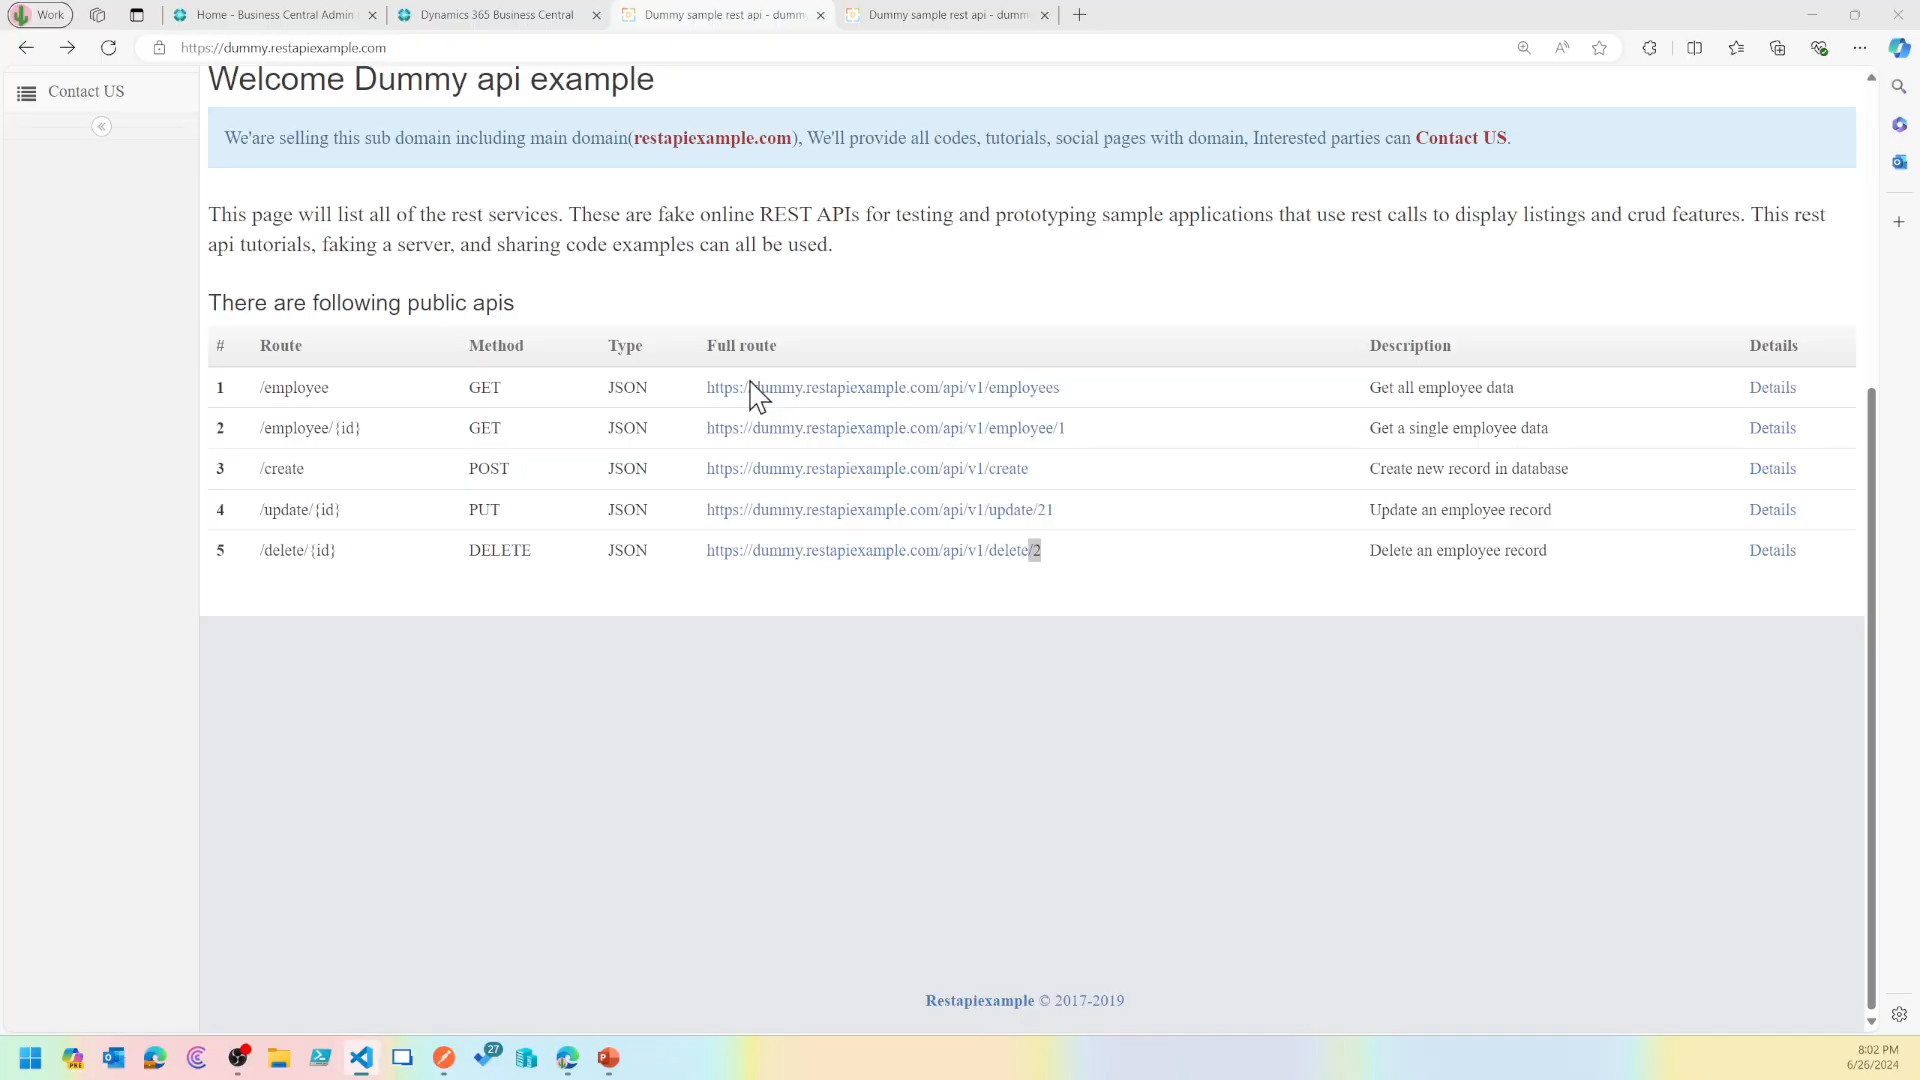 Work
Home - Business Central Admin
Dynamics 365 Business Central
Dummy sample rest api - dumm
Dummy sample rest api - dumm
https://dummy.restapiexample.com
Contact US
Welcome Dummy api example
We'are selling this sub domain including main domain(restapiexample.com), We'll provide all codes, tutorials, social pages with domain, Interested parties can Contact US.
This page will list all of the rest services. These are fake online REST APIs for testing and prototyping sample applications that use rest calls to display listings and crud features. This rest
api tutorials, faking a server, and sharing code examples can all be used.
There are following public apis
# Route Method Type Full route Description Details
1 /employee GET JSON https://dummy.restapiexample.com/api/v1/employees Get all employee data Details
2 /employee/{id} GET JSON https://dummy.restapiexample.com/api/v1/employee/1 Get a single employee data Details
3 /create POST JSON https://dummy.restapiexample.com/api/v1/create Create new record in database Details
4 /update/{id} PUT JSON https://dummy.restapiexample.com/api/v1/update/21 Update an employee record Details
5 /delete/{id} DELETE JSON https://dummy.restapiexample.com/api/v1/delete/2 Delete an employee record Details
Restapiexample © 2017-2019
PRE
27
8:02 PM
6/26/2024